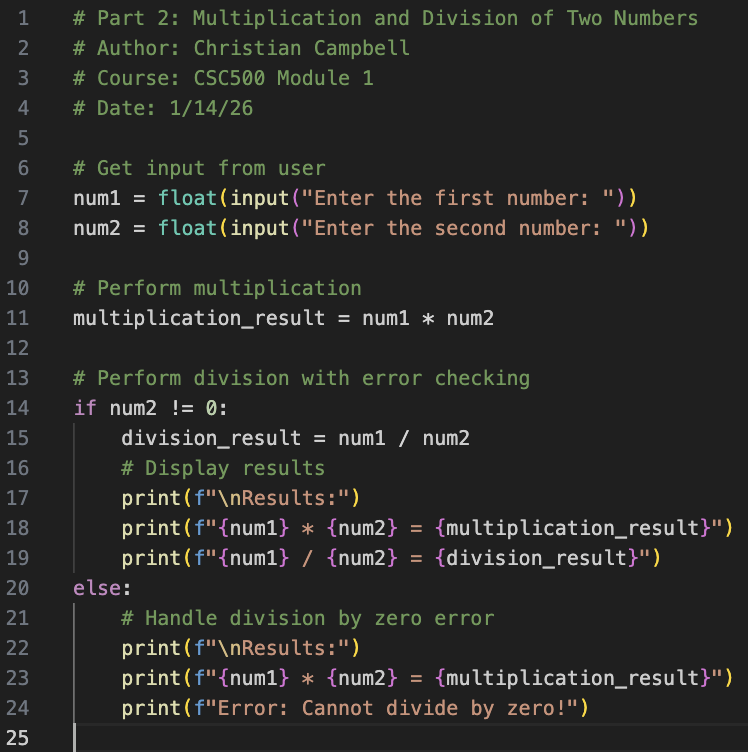 1 # Part 2: Multiplication and Division of Two Numbers
2 # Author: Christian Campbell
3 # Course: CSC500 Module 1
4 # Date: 1/14/26
5
6 # Get input from user
7 num1 = float(input("Enter the first number: "))
8 num2 = float(input("Enter the second number: "))
9
10 # Perform multiplication
11 multiplication_result = num1 * num2
12
13 # Perform division with error checking
14 if num2 != 0:
15     division_result = num1 / num2
16     # Display results
17     print(f"\nResults:")
18     print(f"{num1} * {num2} = {multiplication_result}")
19     print(f"{num1} / {num2} = {division_result}")
20 else:
21     # Handle division by zero error
22     print(f"\nResults:")
23     print(f"{num1} * {num2} = {multiplication_result}")
24     print(f"Error: Cannot divide by zero!")
25